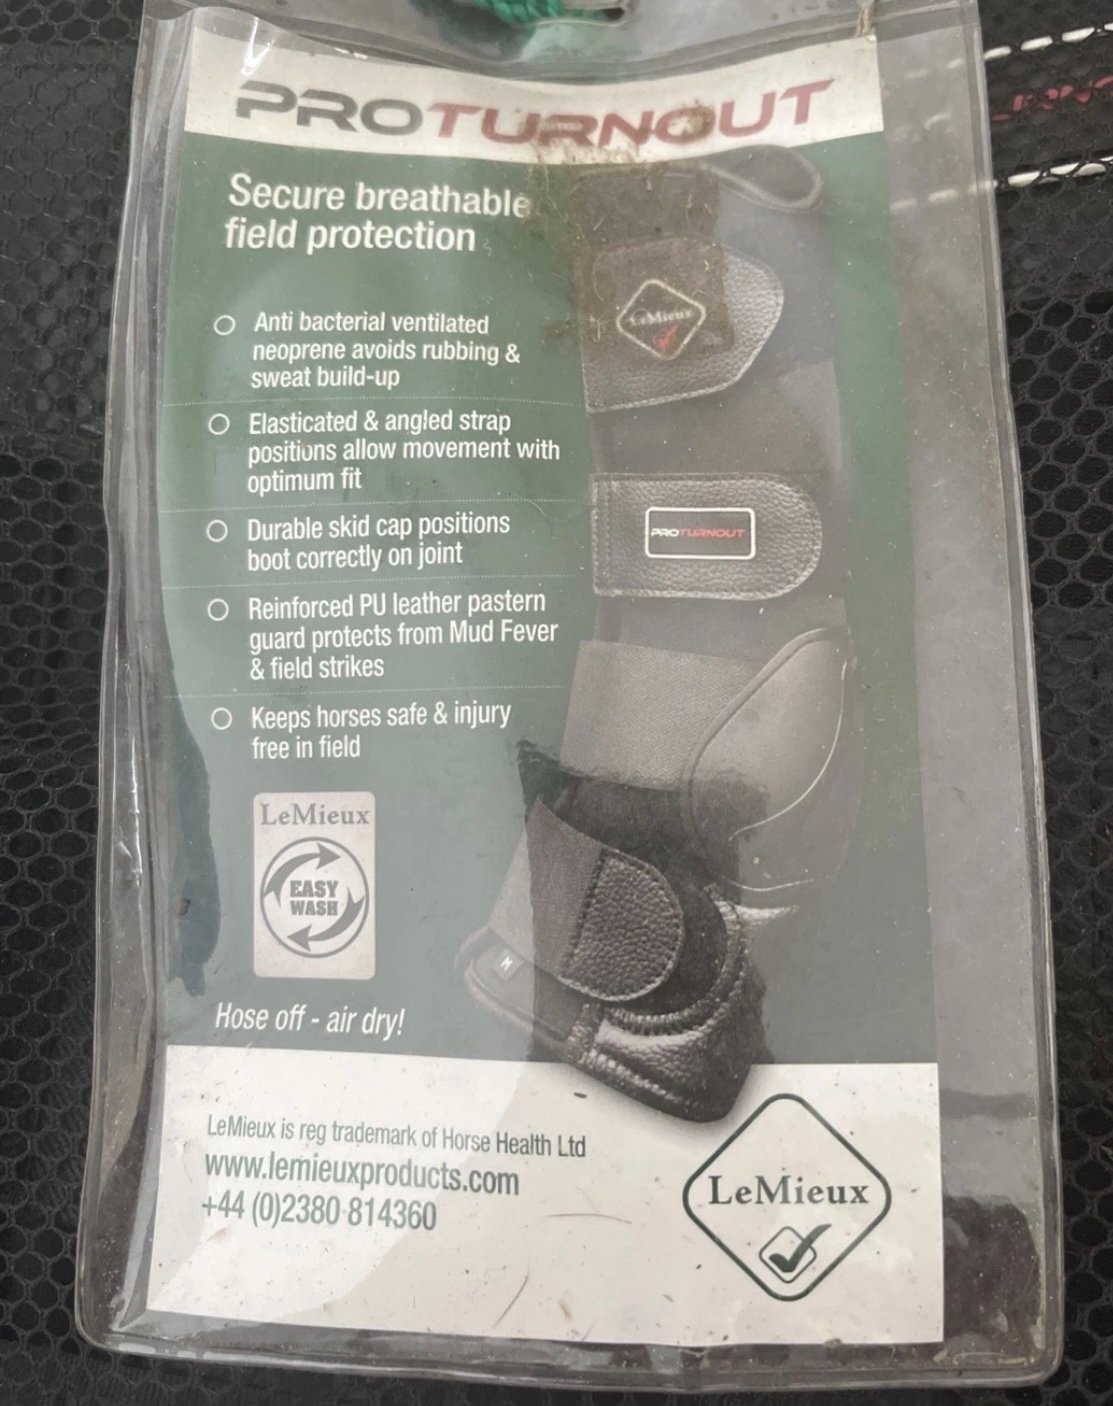 PROTURNOUT
Secure breathable
field protection
Anti bacterial ventilated
neoprene avoids rubbing &
sweat build-up
Elasticated & angled strap
positions allow movement with
optimum fit
Durable skid cap positions
boot correctly on joint
Reinforced PU leather pastern
guard protects from Mud Fever
& field strikes
Keeps horses safe & injury
free in field
LeMieux
PROTURNOUT
M
LeMieux
EASY
WASH
Hose off - air dry!
LeMieux is reg trademark of Horse Health Ltd
www.lemieuxproducts.com
+44 (0)2380 814360
LeMieux